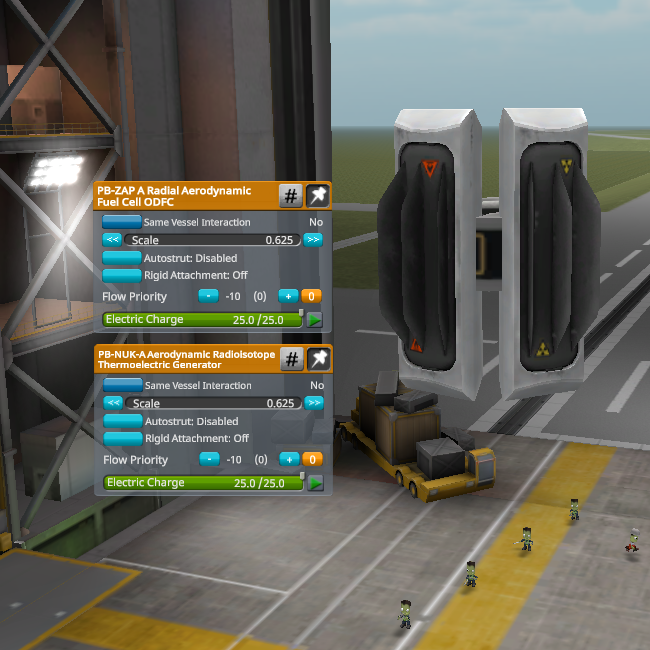 PB-ZAP A Radial Aerodynamic
Fuel Cell ODFC
#
Same Vessel Interaction No
<< Scale 0.625 >>
Autostrut: Disabled
Rigid Attachment: Off
Flow Priority - -10 (0) + 0
Electric Charge 25.0 /25.0
PB-NUK-A Aerodynamic Radioisotope
Thermoelectric Generator
#
Same Vessel Interaction No
<< Scale 0.625 >>
Autostrut: Disabled
Rigid Attachment: Off
Flow Priority - -10 (0) + 0
Electric Charge 25.0 /25.0